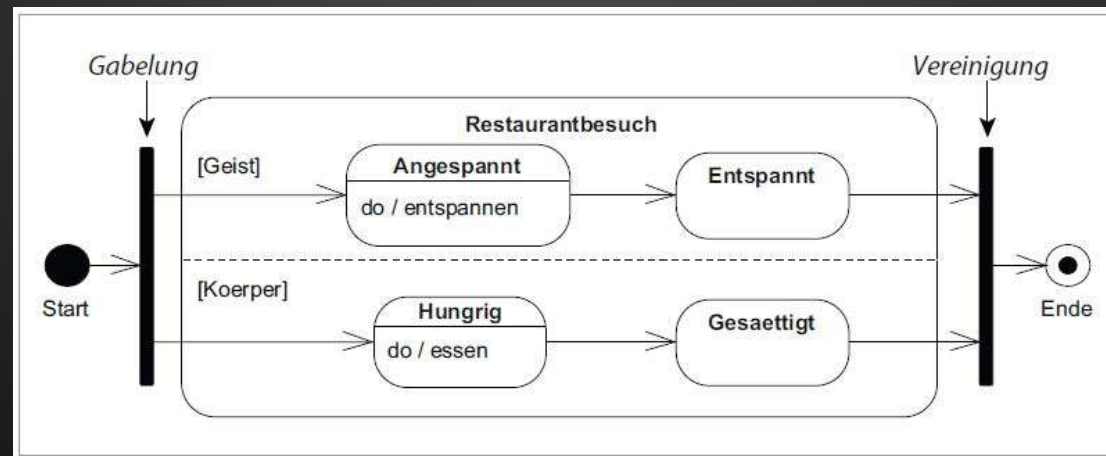 Gabelung
Vereinigung
Restaurantbesuch
[Geist]
Angespannt
do / entspannen
Entspannt
Start
[Koerper]
Hungrig
do / essen
Gesaettigt
Ende